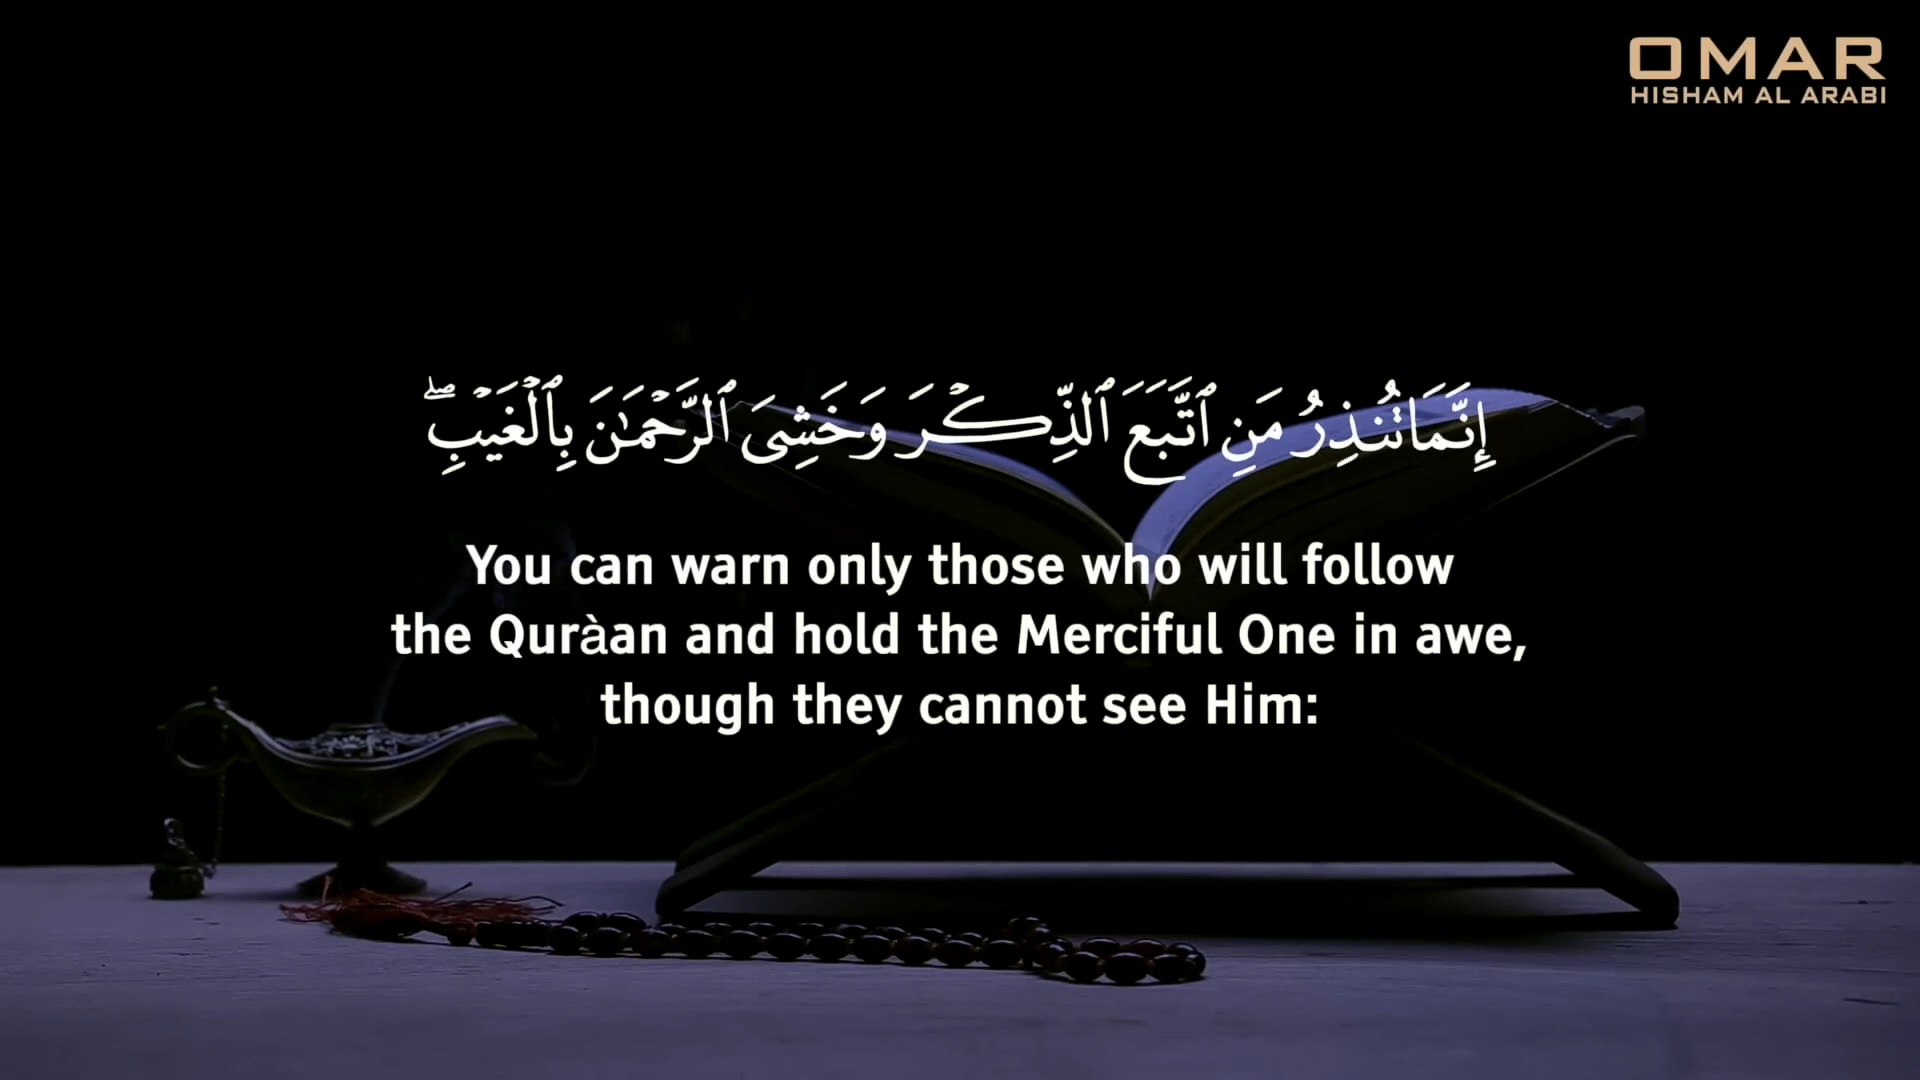 OMAR
HISHAM AL ARABI
إِنَّمَا تُنذِرُ مَنِ ٱتَّبَعَ ٱلذِّكْرَ وَخَشِىَ ٱلرَّحْمَـٰنَ بِٱلْغَيْبِ ۖ
You can warn only those who will follow
the Quràan and hold the Merciful One in awe,
though they cannot see Him: